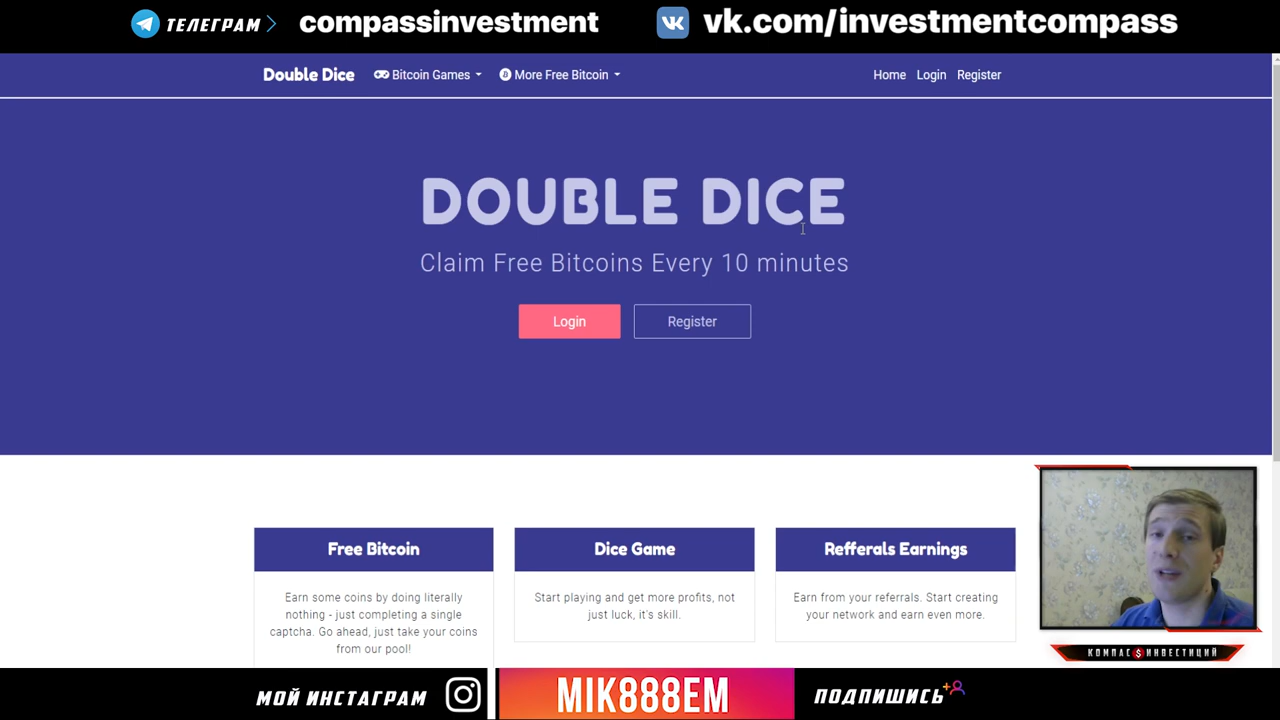 ТЕЛЕГРАМ compassinvestment vk.com/investmentcompass
Double Dice Bitcoin Games More Free Bitcoin Home Login Register
DOUBLE DICE
Claim Free Bitcoins Every 10 minutes
Login Register
Free Bitcoin
Earn some coins by doing literally
nothing - just completing a single
captcha. Go ahead, just take your coins
from our pool!
Dice Game
Start playing and get more profits, not
just luck, it's skill.
Refferals Earnings
Earn from your referrals. Start creating
your network and earn even more.
КОМПАС $ ИНВЕСТИЦИЙ
МОЙ ИНСТАГРАМ MIK888EM ПОДПИШИСЬ